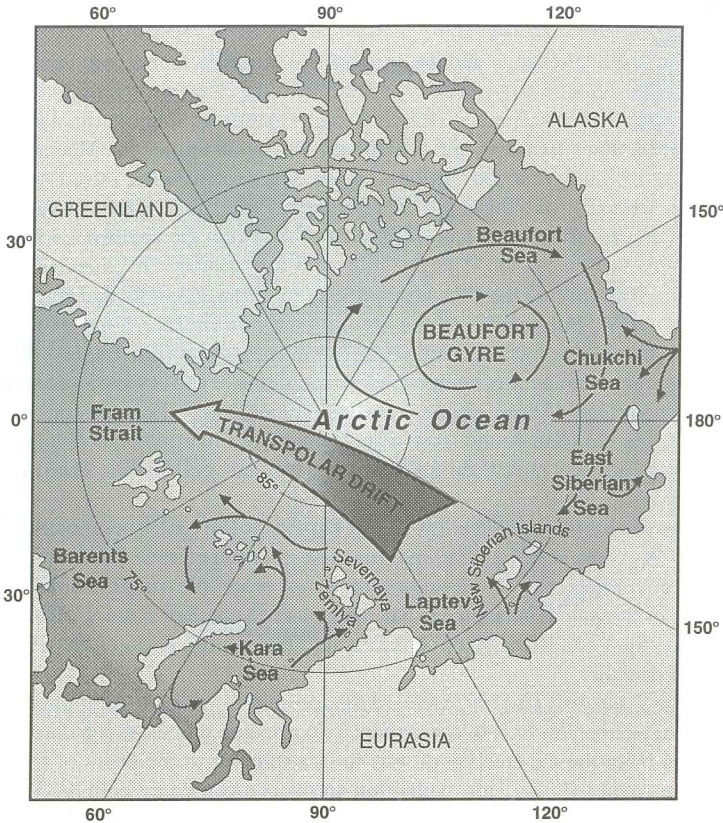 60°
90°
120°
ALASKA
GREENLAND
150°
30°
Beaufort
Sea
BEAUFORT
GYRE
Chukchi
Sea
0°
Fram
Strait
Arctic Ocean
180°
TRANSPOLAR DRIFT
East
Siberian
Sea
85°
New Siberian Islands
Barents
Sea
75°
Severnaya
Zemlya
30°
Laptev
Sea
150°
Kara
Sea
EURASIA
60°
90°
120°